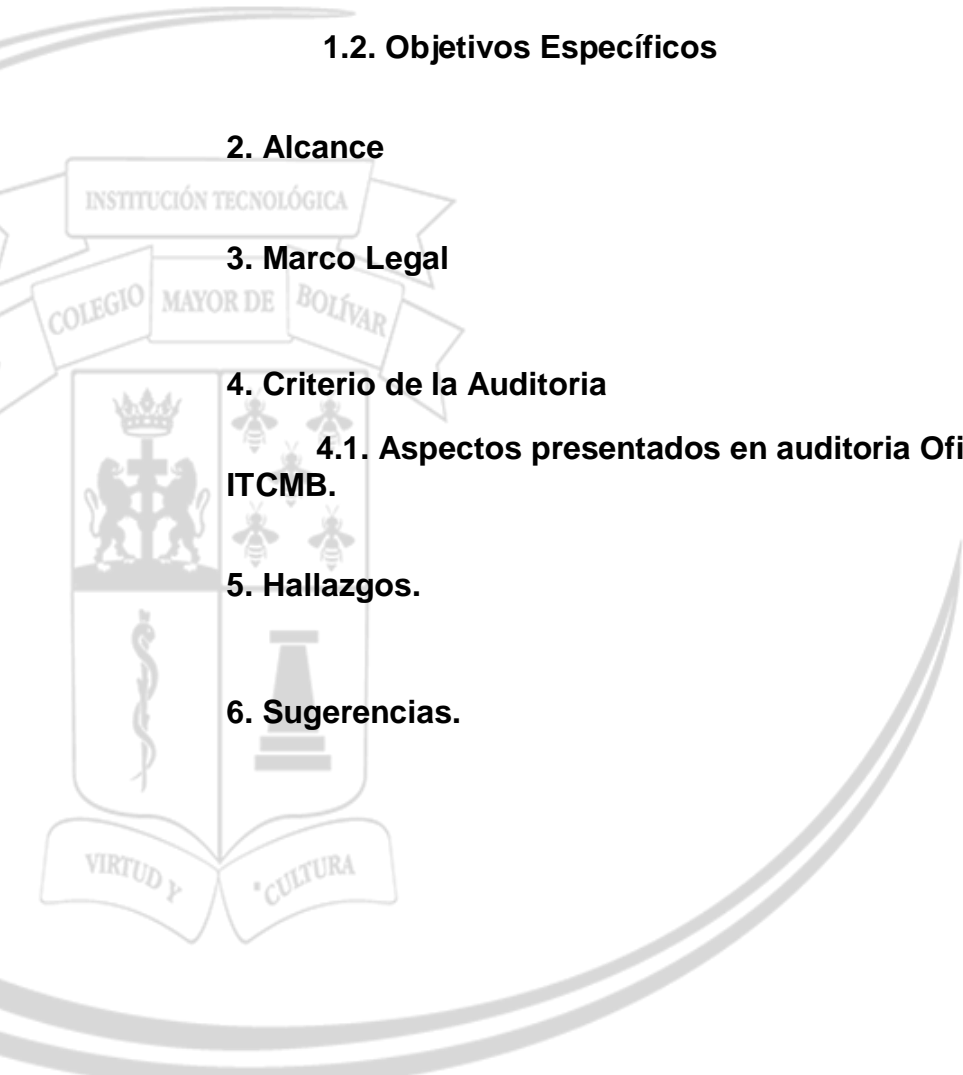 1.2. Objetivos Específicos
2. Alcance
INSTITUCIÓN TECNOLÓGICA
3. Marco Legal
COLEGIO MAYOR DE BOLÍVAR
4. Criterio de la Auditoria
4.1. Aspectos presentados en auditoria Ofi
ITCMB.
5. Hallazgos.
6. Sugerencias.
VIRTUD Y CULTURA